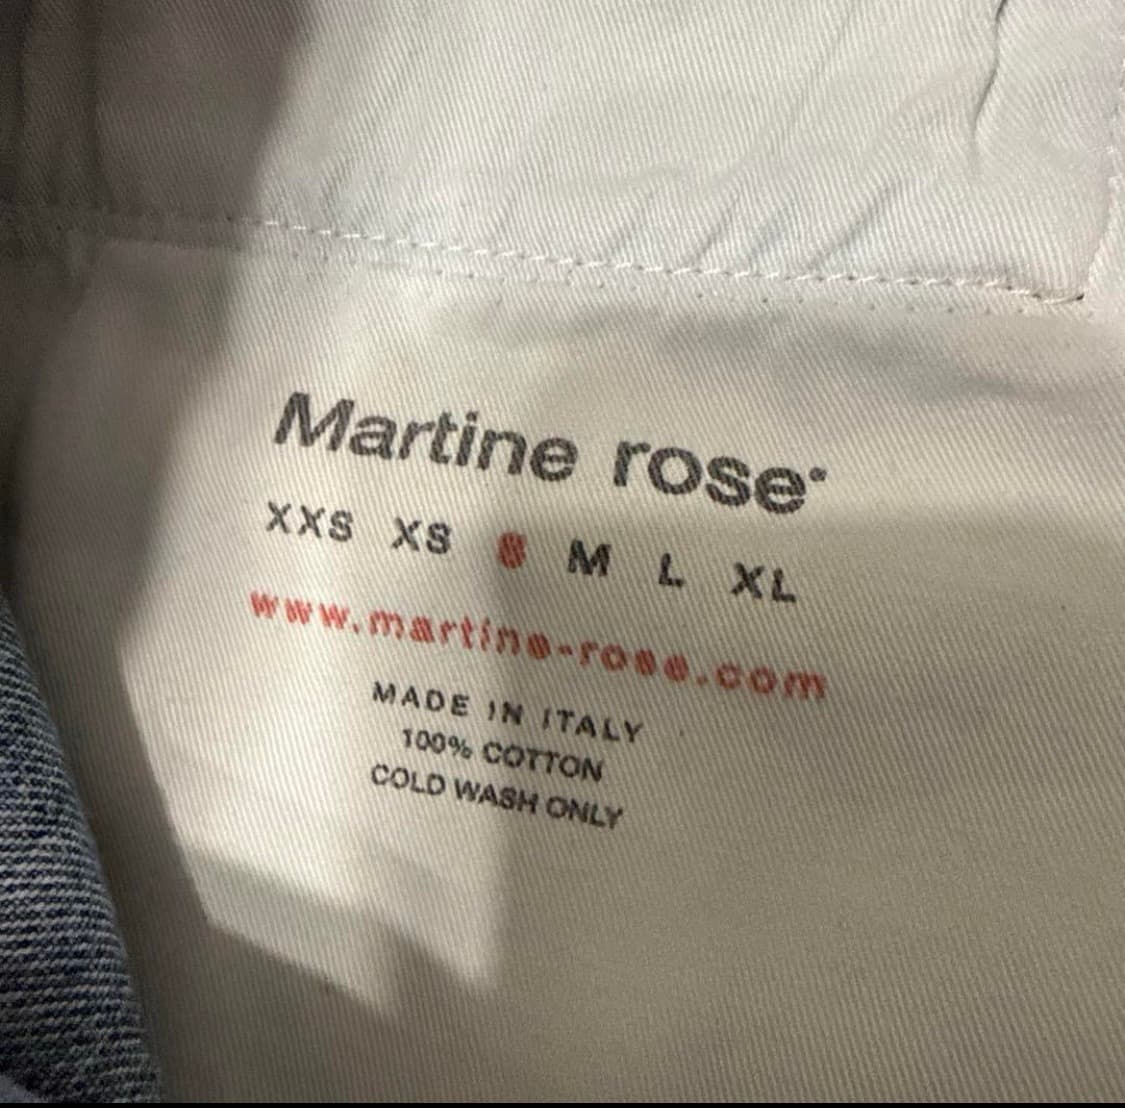 Martine rose
XXS XS S M L XL
www.martine-rose.com
MADE IN ITALY
100% COTTON
COLD WASH ONLY